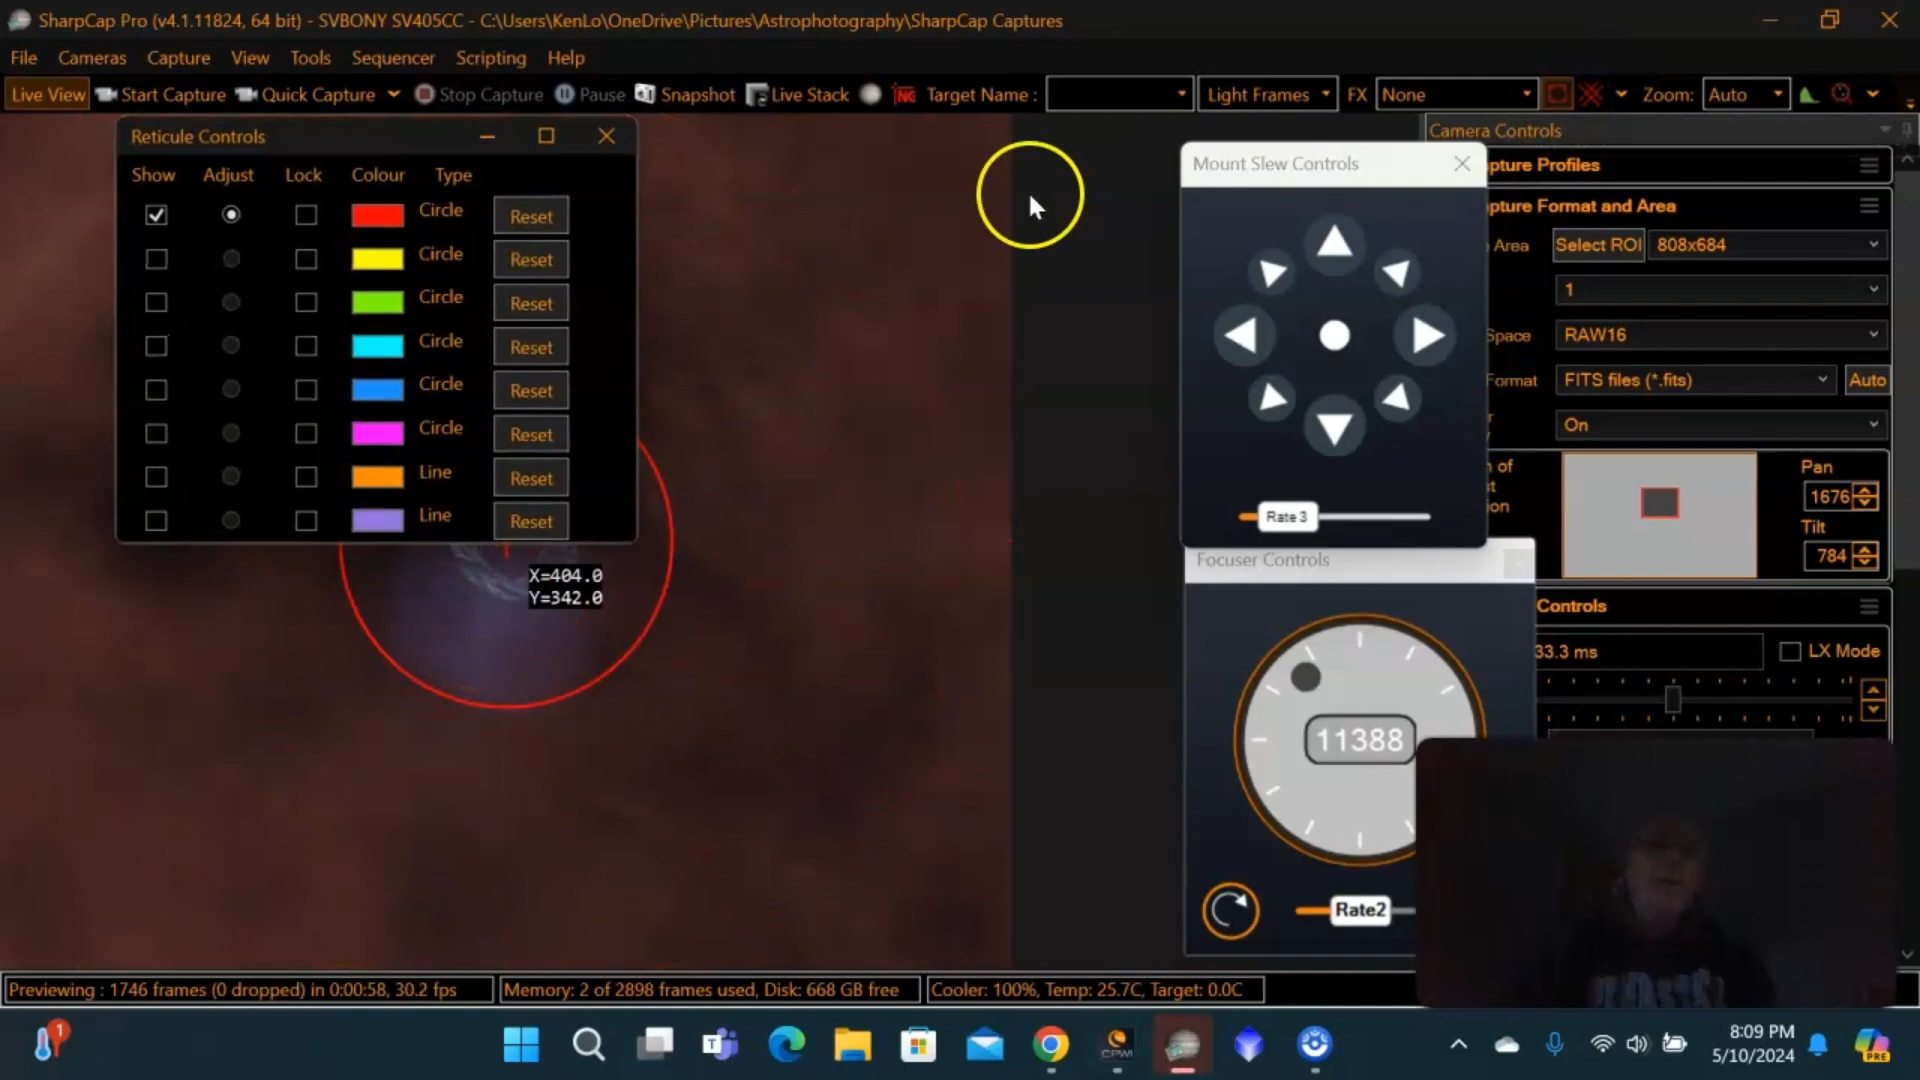 SharpCap Pro (v4.1.11824, 64 bit) - SVBONY SV405CC - C:\Users\KenLo\OneDrive\Pictures\Astrophotography\SharpCap Captures
File Cameras Capture View Tools Sequencer Scripting Help
Live View Start Capture Quick Capture Stop Capture Pause Snapshot Live Stack Target Name : Light Frames FX None Zoom: Auto
Reticule Controls
Show Adjust Lock Colour Type
Circle Reset
Circle Reset
Circle Reset
Circle Reset
Circle Reset
Circle Reset
Line Reset
Line Reset
X=404.0
Y=342.0
Mount Slew Controls
Rate 3
Focuser Controls
11388
Rate2
Camera Controls
pture Profiles
pture Format and Area
Area Select ROI 808x684
1
Space RAW16
Format FITS files (*.fits) Auto
On
n of
st
ion
Pan
1676
Tilt
784
Controls
33.3 ms LX Mode
Previewing : 1746 frames (0 dropped) in 0:00:58, 30.2 fps
Memory: 2 of 2898 frames used, Disk: 668 GB free
Cooler: 100%, Temp: 25.7C, Target: 0.0C
1
CPWI
8:09 PM
5/10/2024
PRE